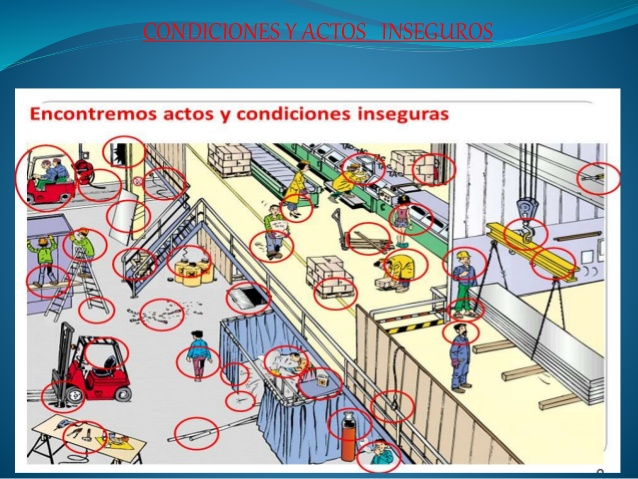 CONDICIONES Y ACTOS INSEGUROS
Encontremos actos y condiciones inseguras